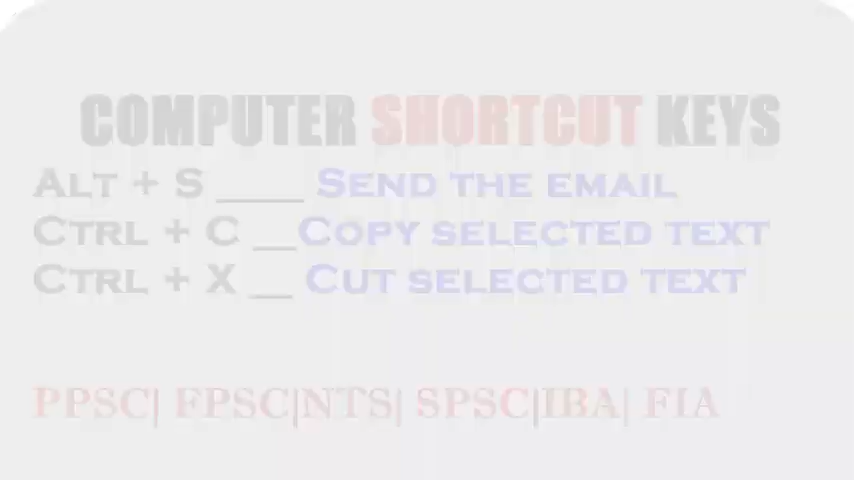 COMPUTER SHORTCUT KEYS
ALT + S ____ SEND THE EMAIL
CTRL + C __COPY SELECTED TEXT
CTRL + X __ CUT SELECTED TEXT
PPSC| FPSC|NTS| SPSC|IBA| FIA